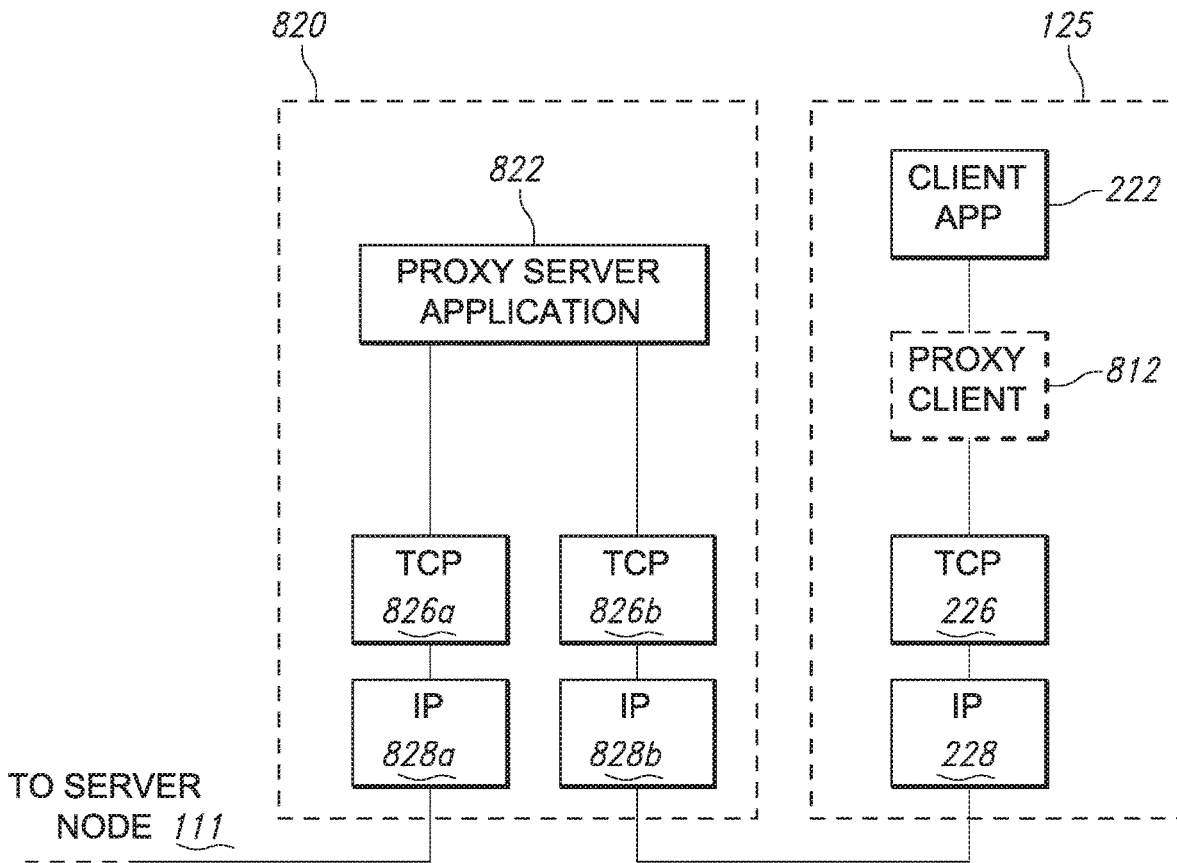 820
125
822
CLIENT
APP
222
PROXY SERVER
APPLICATION
PROXY
CLIENT
812
TCP
826a
TCP
826b
TCP
226
IP
828a
IP
828b
IP
228
TO SERVER
NODE 111